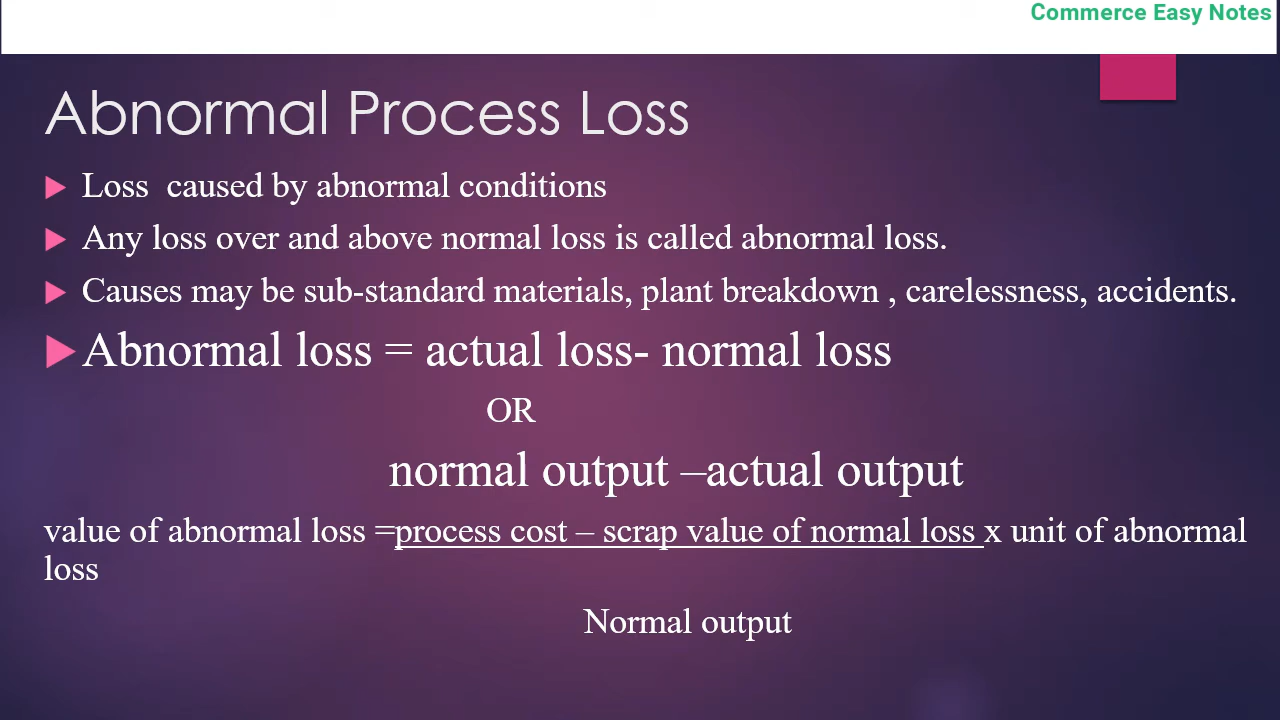 Commerce Easy Notes
Abnormal Process Loss
Loss  caused by abnormal conditions
Any loss over and above normal loss is called abnormal loss.
Causes may be sub-standard materials, plant breakdown , carelessness, accidents.
Abnormal loss = actual loss- normal loss
OR
normal output –actual output
value of abnormal loss =process cost – scrap value of normal loss x unit of abnormal
loss
Normal output